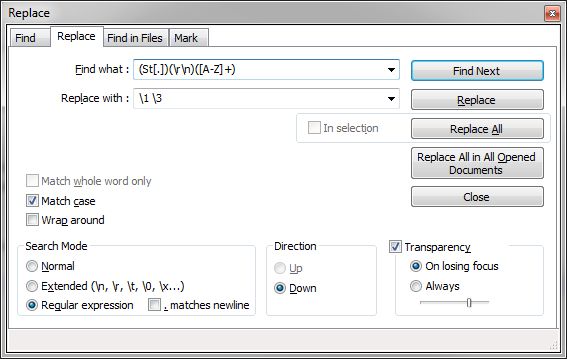 Replace
Find Replace Find in Files Mark
Find what : (St[.])(\r\n)([A-Z]+) Find Next
Replace with : \1 \3 Replace
In selection Replace All
Replace All in All Opened
Documents
Match whole word only
Match case Close
Wrap around
Search Mode Direction Transparency
Normal Up On losing focus
Extended (\n, \r, \t, \0, \x...) Down Always
Regular expression . matches newline